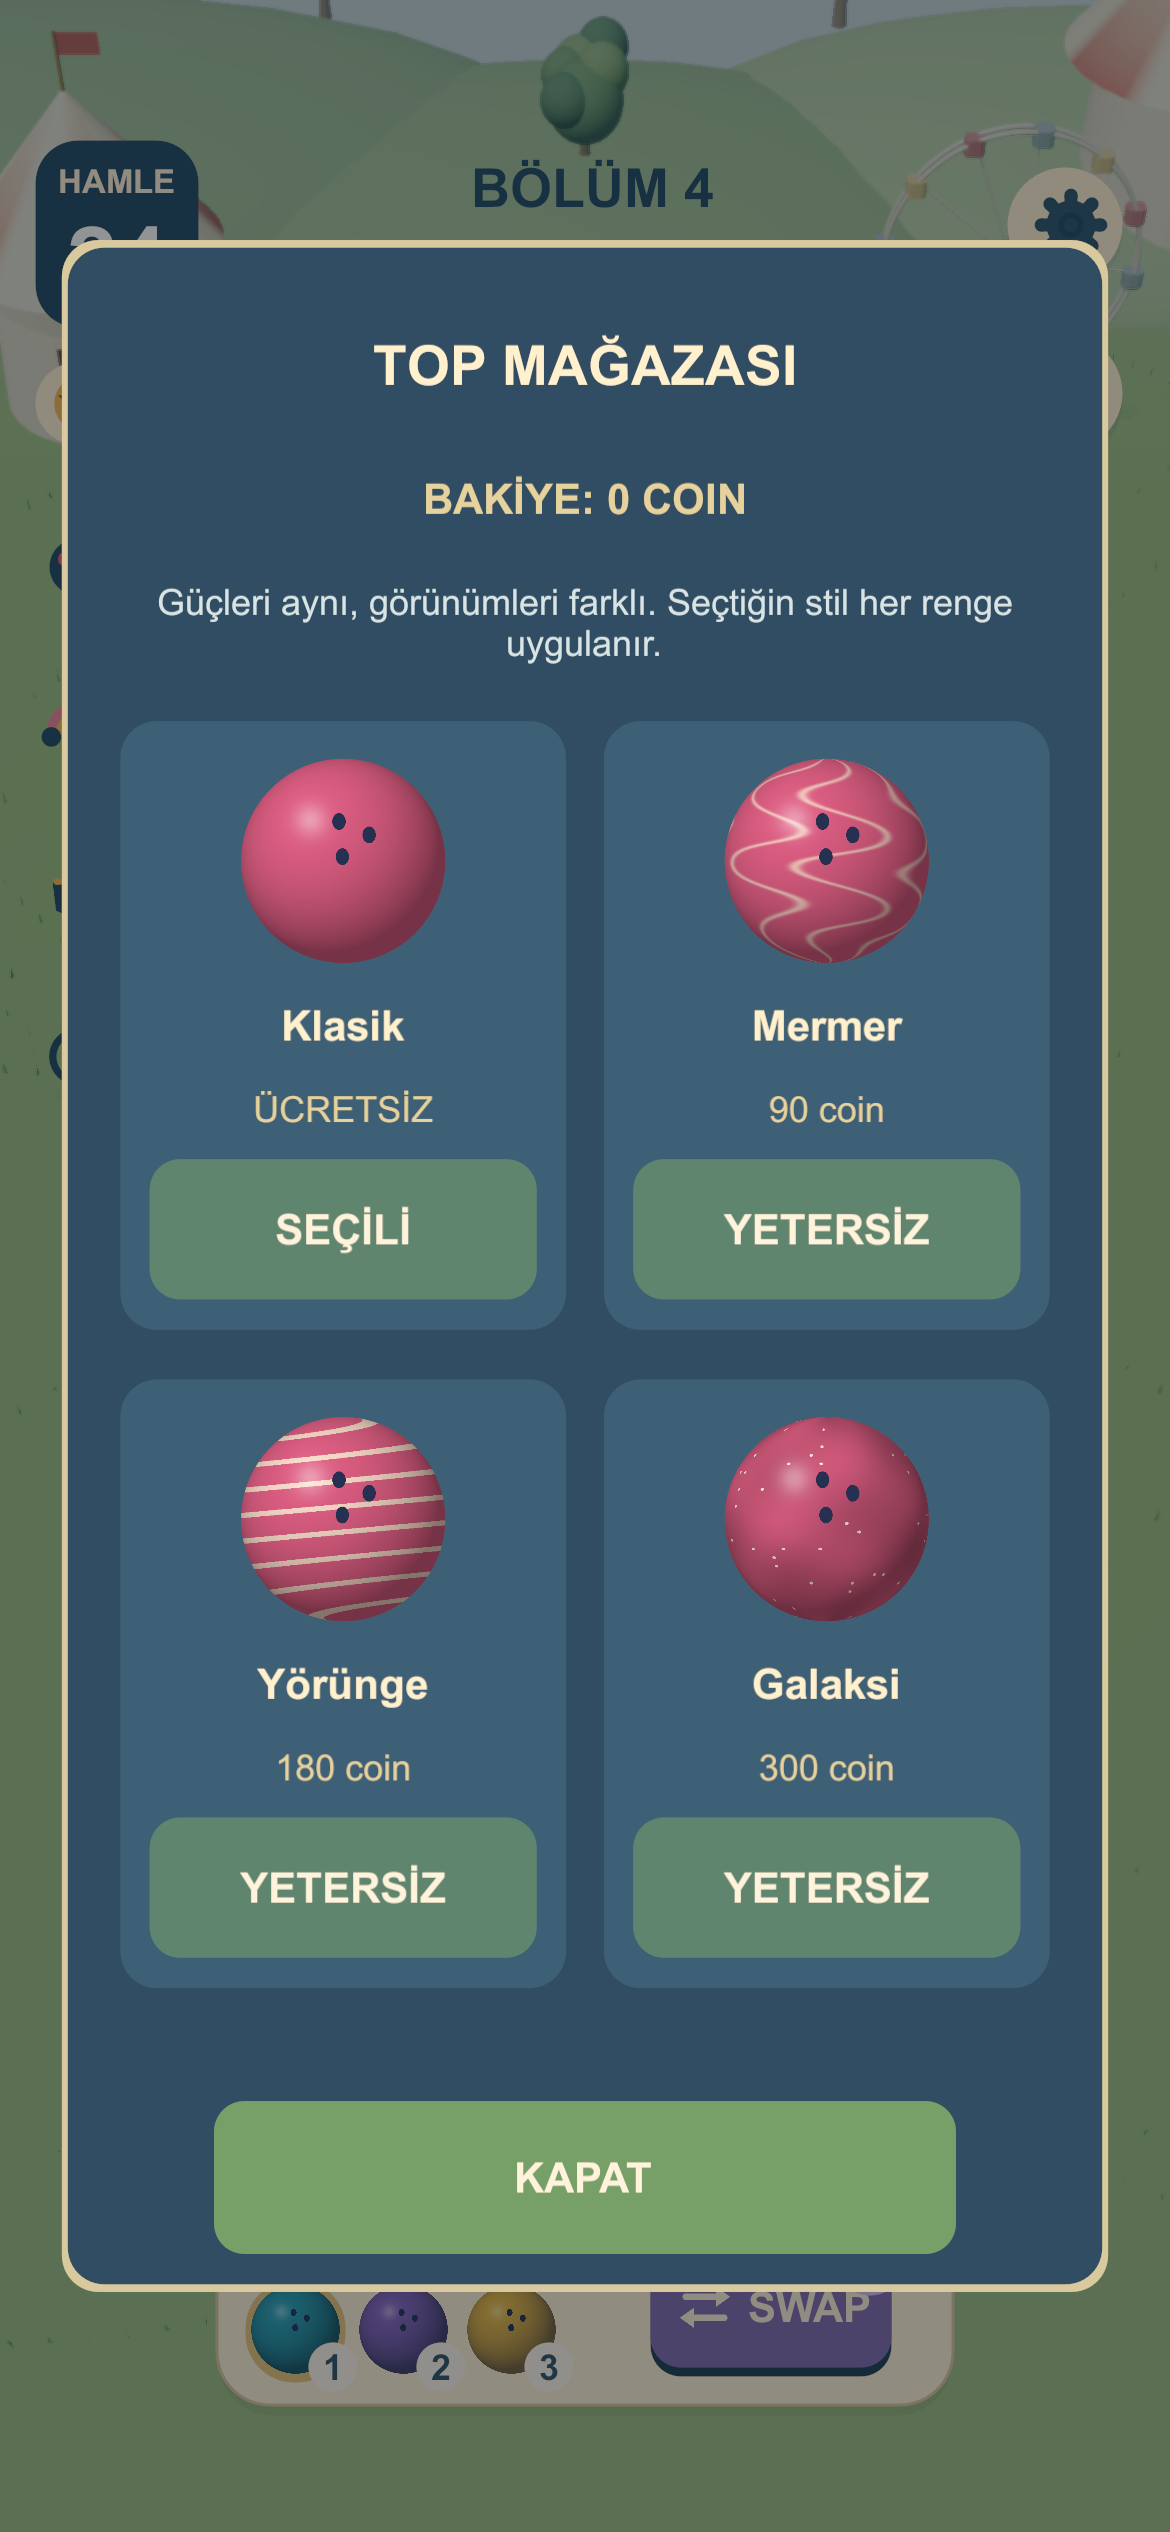 HAMLE
BÖLÜM 4
TOP MAĞAZASI
BAKİYE: 0 COIN
Güçleri aynı, görünümleri farklı. Seçtiğin stil her renge
uygulanır.
Klasik
ÜCRETSİZ
SEÇİLİ
Mermer
90 coin
YETERSİZ
Yörünge
180 coin
YETERSİZ
Galaksi
300 coin
YETERSİZ
KAPAT
1
2
3
SWAP